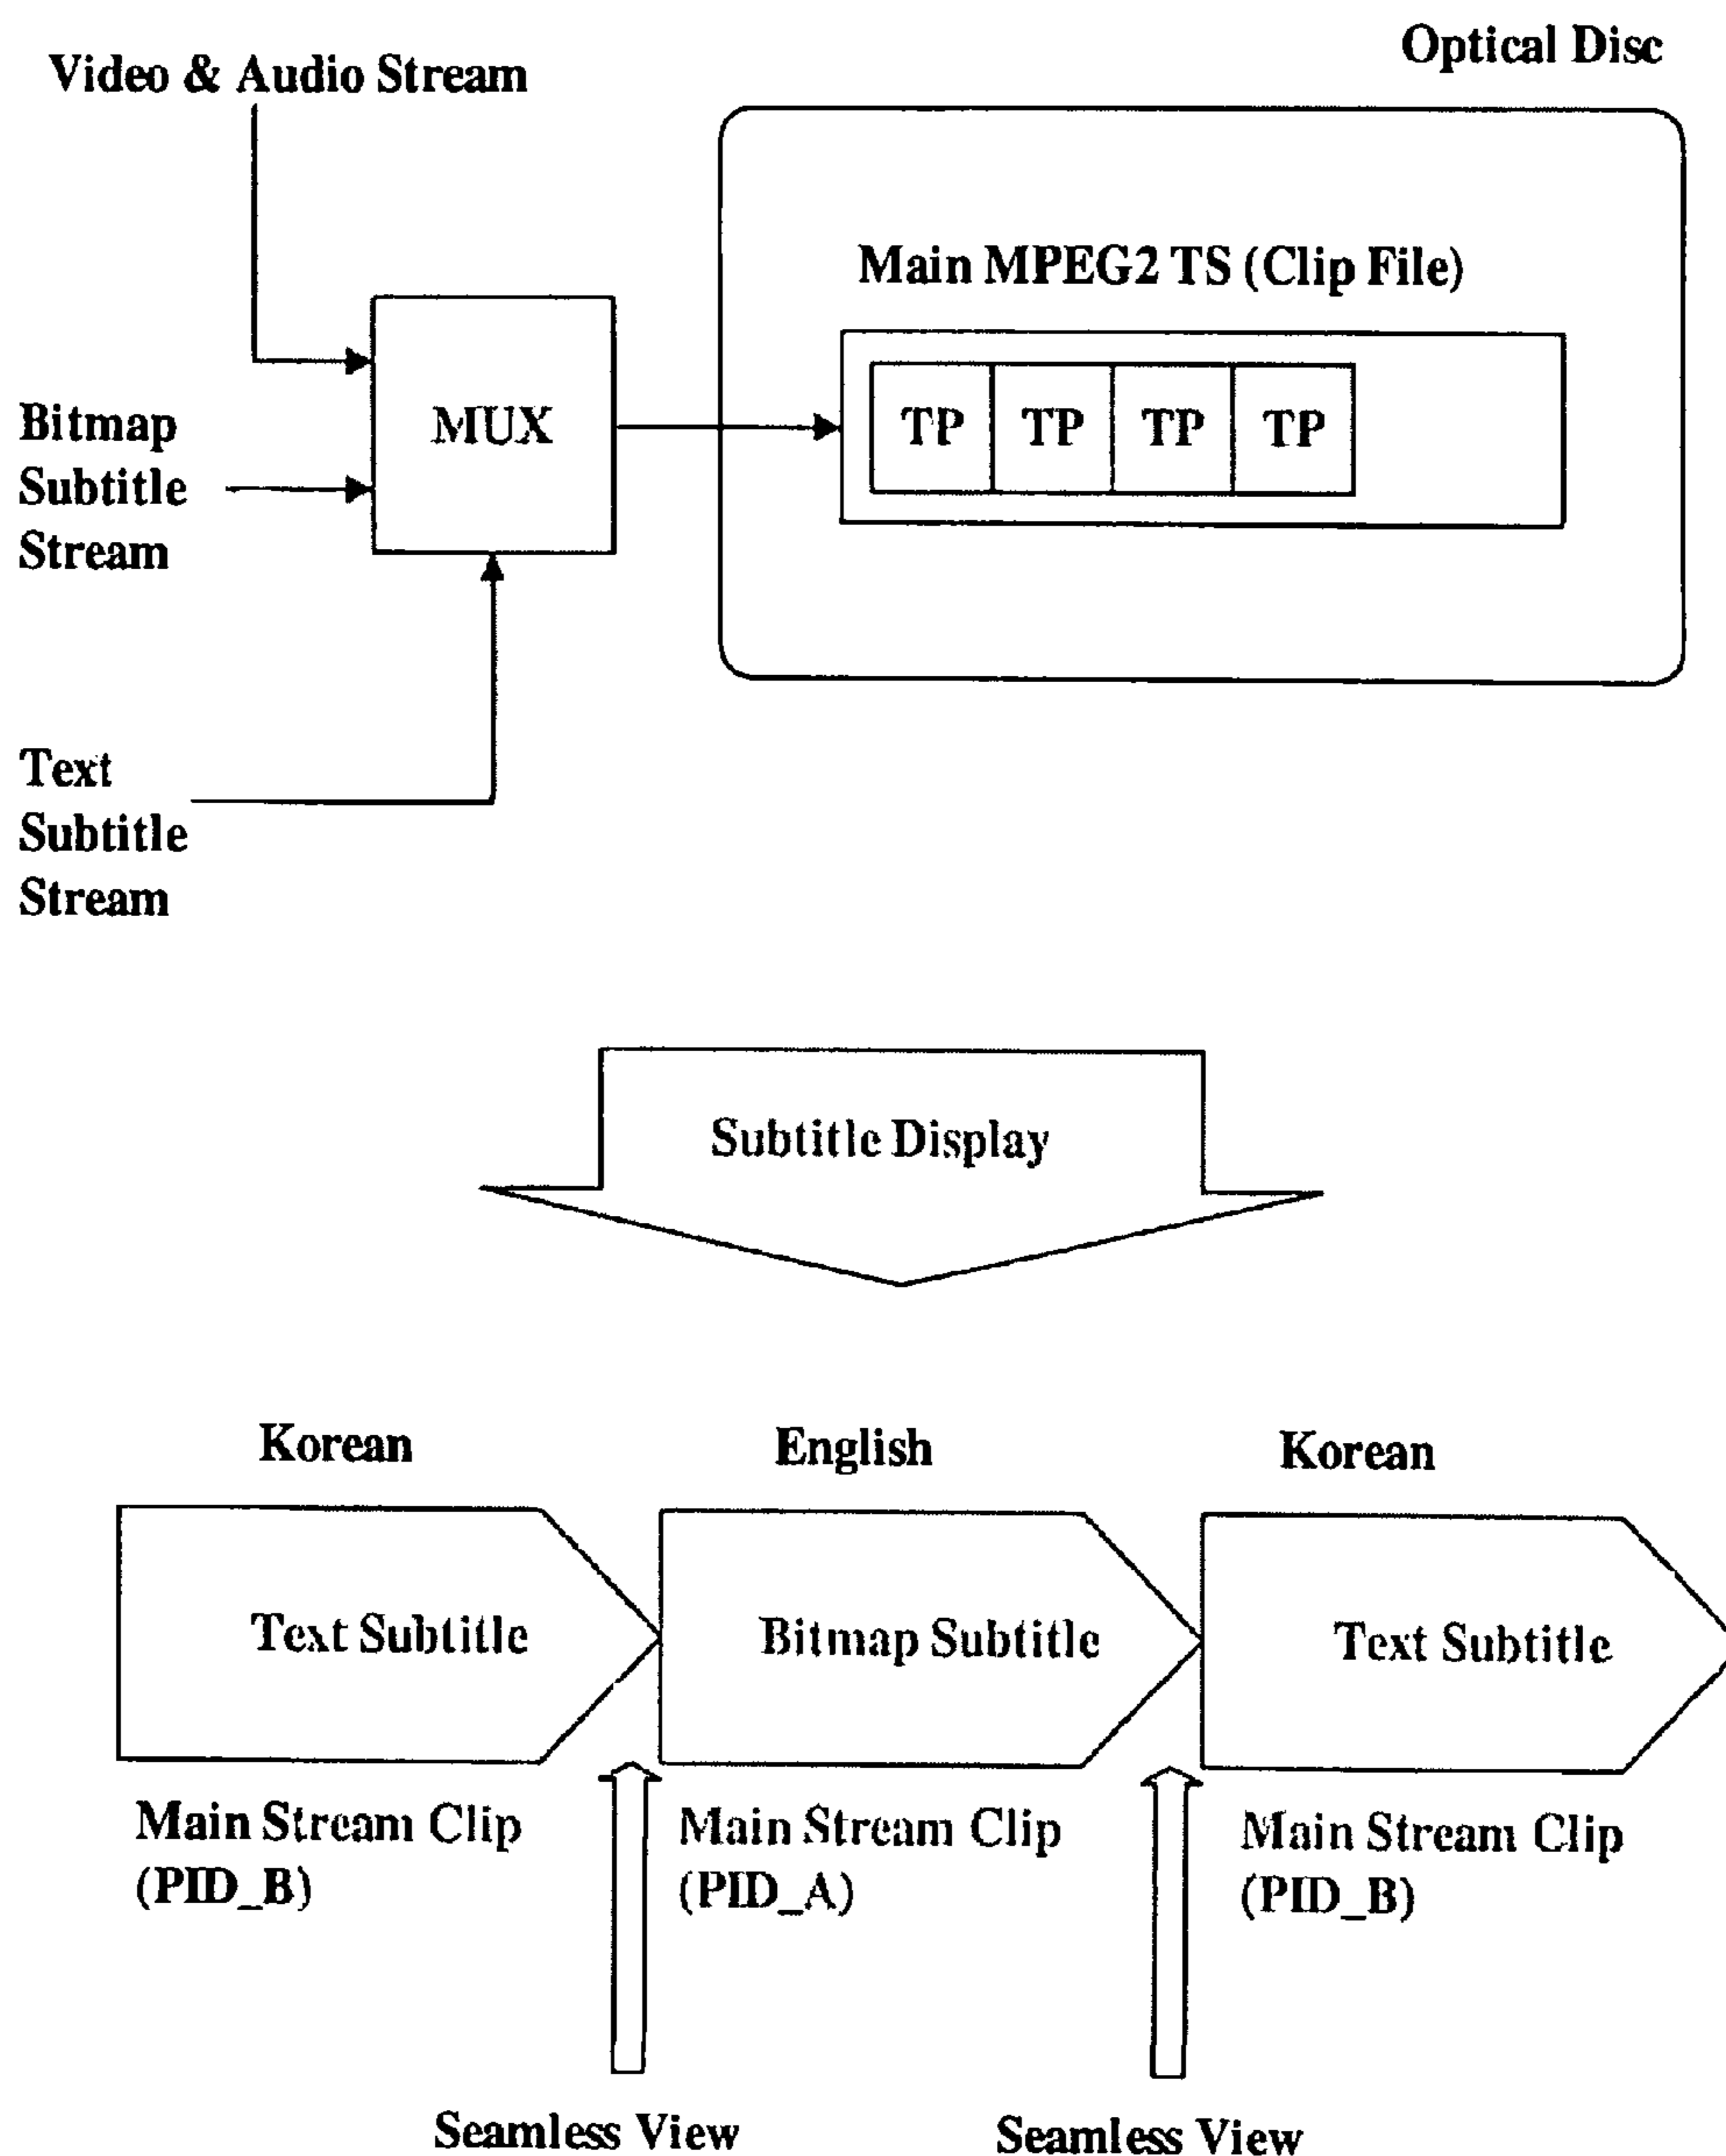 Optical Disc
Video & Audio Stream
Main MPEG2 TS (Clip File)
Bitmap
Subtitle
Stream
MUX
TP TP TP TP
Text
Subtitle
Stream
Subtitle Display
Korean
English
Korean
Text Subtitle
Bitmap Subtitle
Text Subtitle
Main Stream Clip
(PID_B)
Main Stream Clip
(PID_A)
Main Stream Clip
(PID_B)
Seamless View
Seamless View